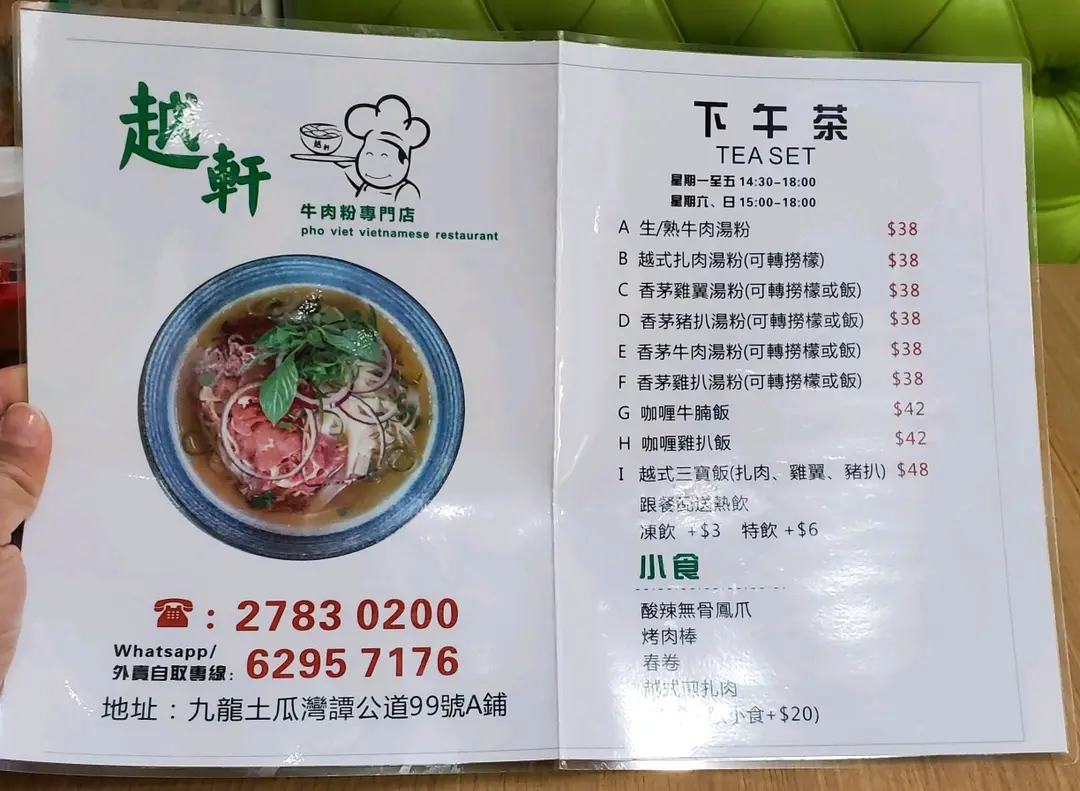 越軒
越軒
牛肉粉專門店
pho viet vietnamese restaurant
☎: 2783 0200
Whatsapp/
外賣自取專線: 6295 7176
地址：九龍土瓜灣譚公道99號A鋪
下午茶
TEA SET
星期一至五 14:30-18:00
星期六、日 15:00-18:00
A 生/熟牛肉湯粉 $38
B 越式扎肉湯粉(可轉撈檬) $38
C 香茅雞翼湯粉(可轉撈檬或飯) $38
D 香茅豬扒湯粉(可轉撈檬或飯) $38
E 香茅牛肉湯粉(可轉撈檬或飯) $38
F 香茅雞扒湯粉(可轉撈檬或飯) $38
G 咖喱牛腩飯 $42
H 咖喱雞扒飯 $42
I 越式三寶飯(扎肉、雞翼、豬扒) $48
跟餐配送熱飲
凍飲 +$3 特飲 +$6
小食
酸辣無骨鳳爪
烤肉棒
春卷
越式煎扎肉
小食+$20)